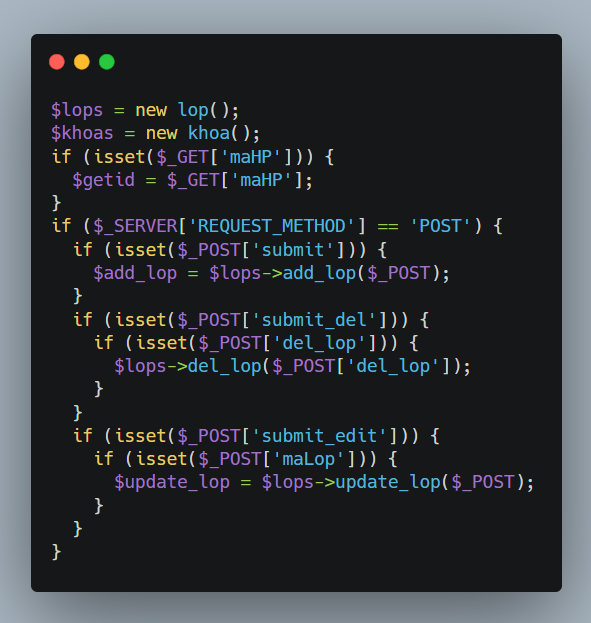 $lops = new lop();
$khoas = new khoa();
if (isset($_GET['maHP'])) {
  $getid = $_GET['maHP'];
}
if ($_SERVER['REQUEST_METHOD'] == 'POST') {
  if (isset($_POST['submit'])) {
    $add_lop = $lops->add_lop($_POST);
  }
  if (isset($_POST['submit_del'])) {
    if (isset($_POST['del_lop'])) {
      $lops->del_lop($_POST['del_lop']);
    }
  }
  if (isset($_POST['submit_edit'])) {
    if (isset($_POST['maLop'])) {
      $update_lop = $lops->update_lop($_POST);
    }
  }
}